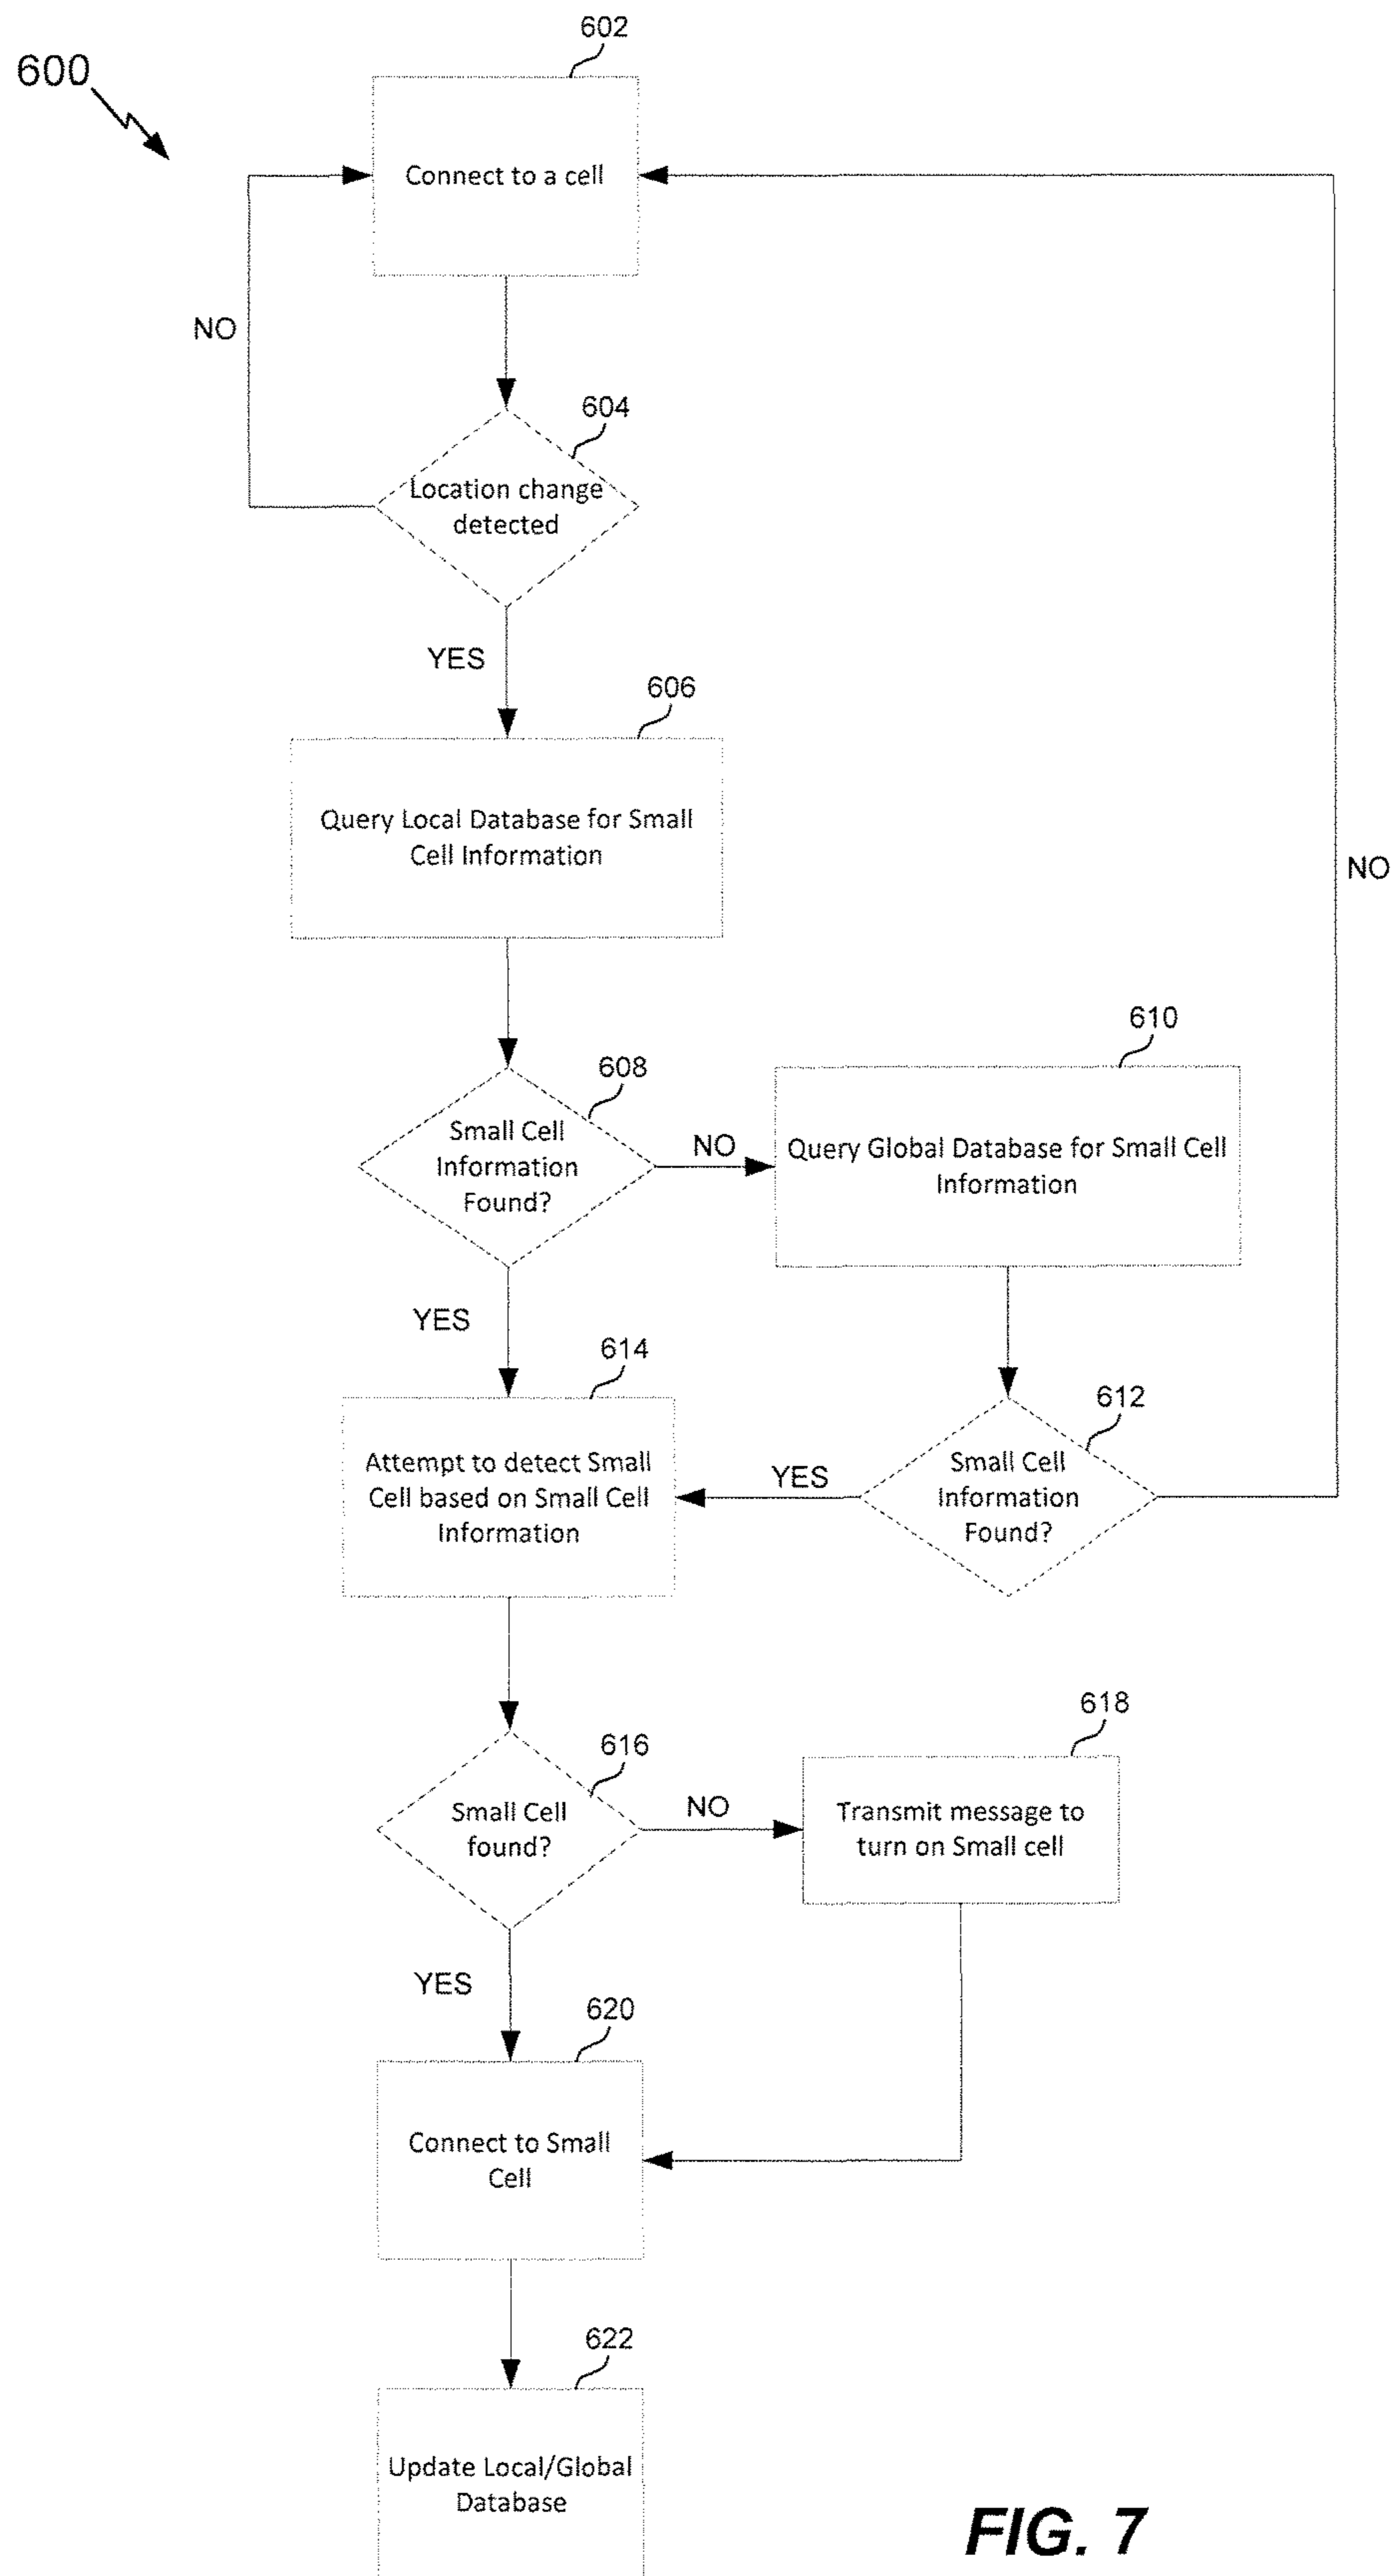 602
600
Connect to a cell
NO
604
Location change
detected
YES
606
Query Local Database for Small
Cell Information
NO
610
608
Small Cell
Information
Found?
NO
Query Global Database for Small Cell
Information
YES
614
612
Attempt to detect Small
Cell based on Small Cell
Information
YES
Small Cell
Information
Found?
618
616
Small Cell
found?
NO
Transmit message to
turn on Small cell
YES
620
Connect to Small
Cell
622
Update Local/Global
Database
FIG. 7